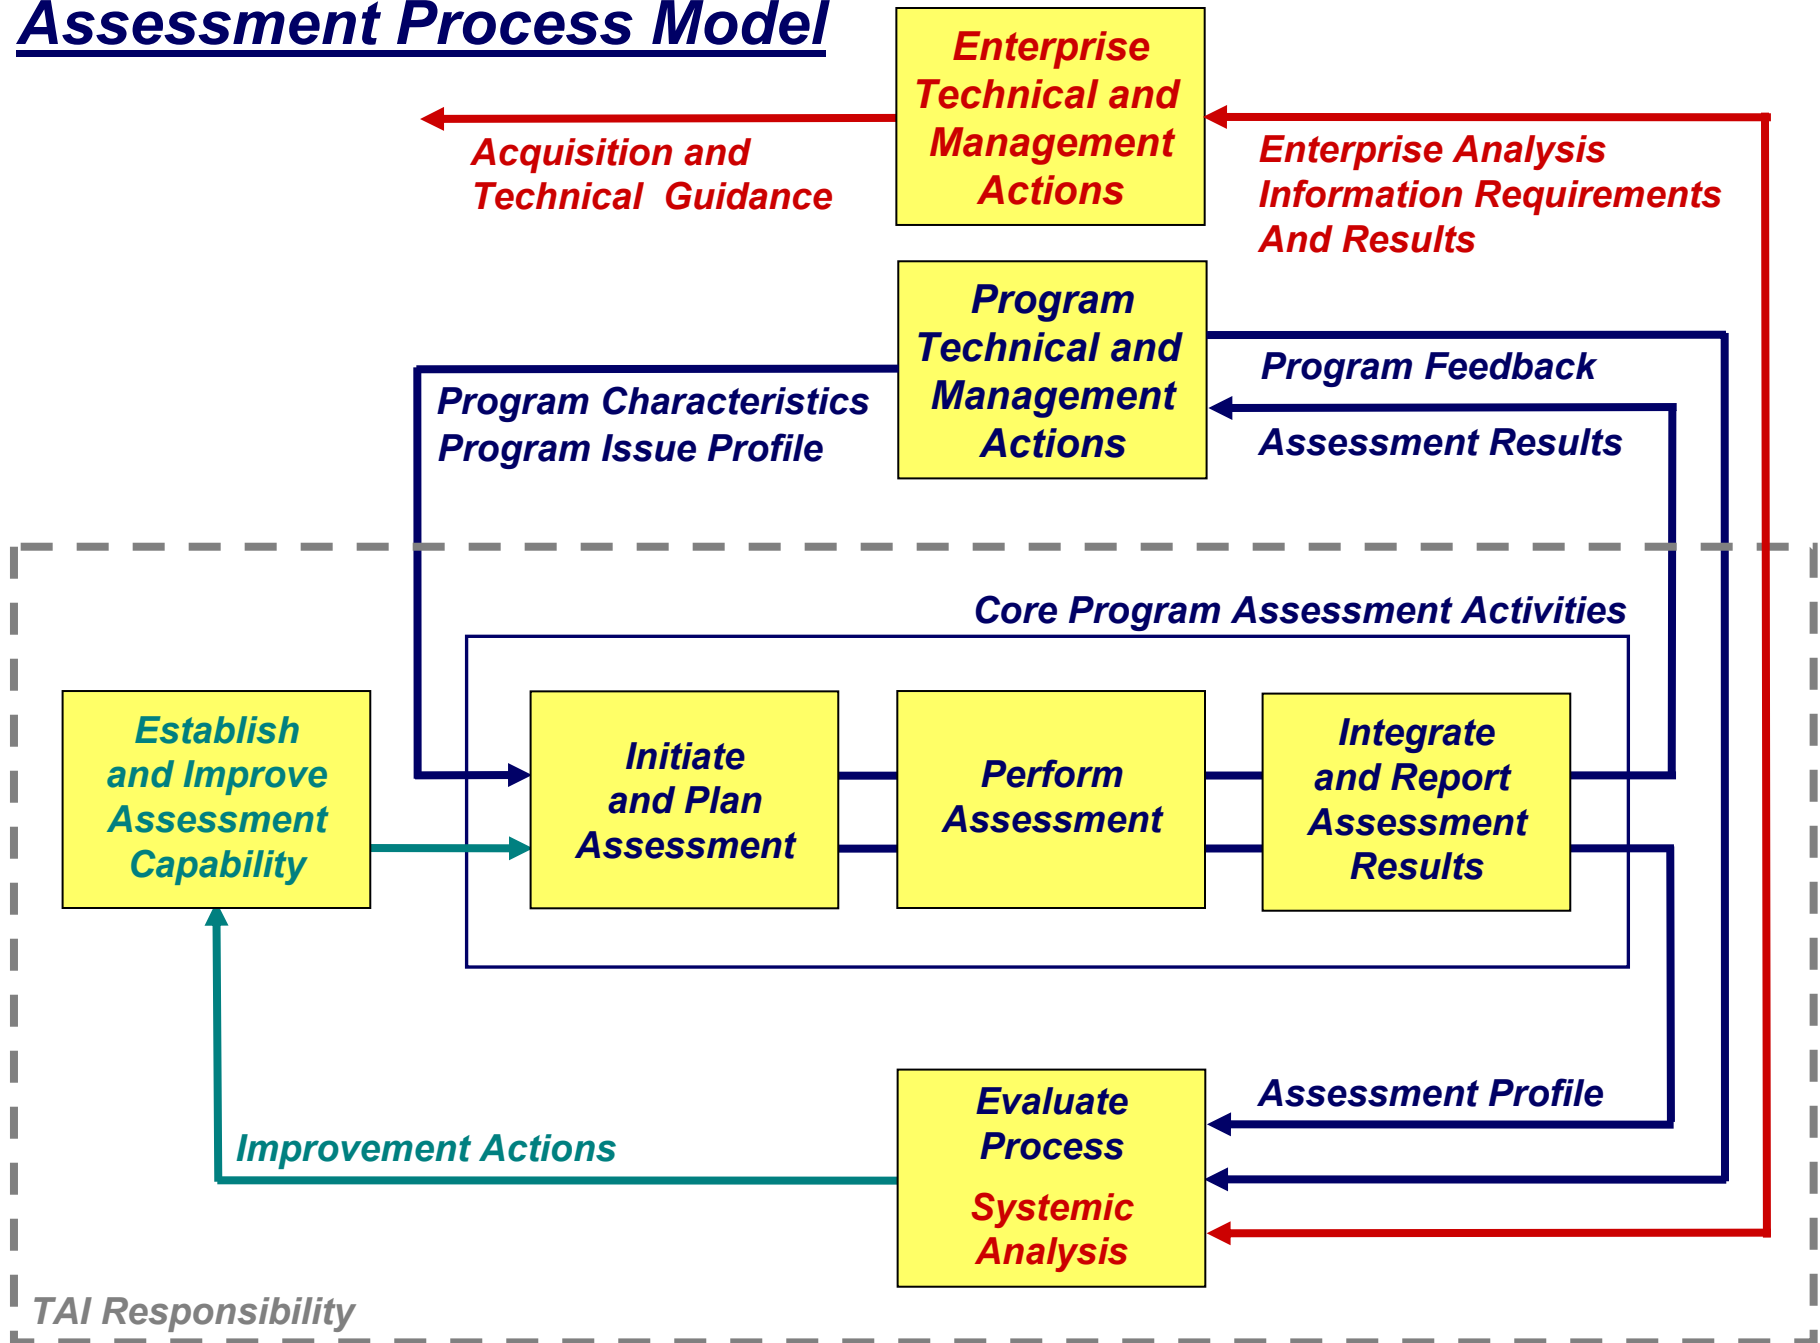 Assessment Process Model
Enterprise
Technical and
Management
Actions
Acquisition and
Technical Guidance
Enterprise Analysis
Information Requirements
And Results
Program
Technical and
Management
Actions
Program Characteristics
Program Issue Profile
Program Feedback
Assessment Results
Core Program Assessment Activities
Establish
and Improve
Assessment
Capability
Initiate
and Plan
Assessment
Perform
Assessment
Integrate
and Report
Assessment
Results
Improvement Actions
Evaluate
Process
Systemic
Analysis
Assessment Profile
TAI Responsibility